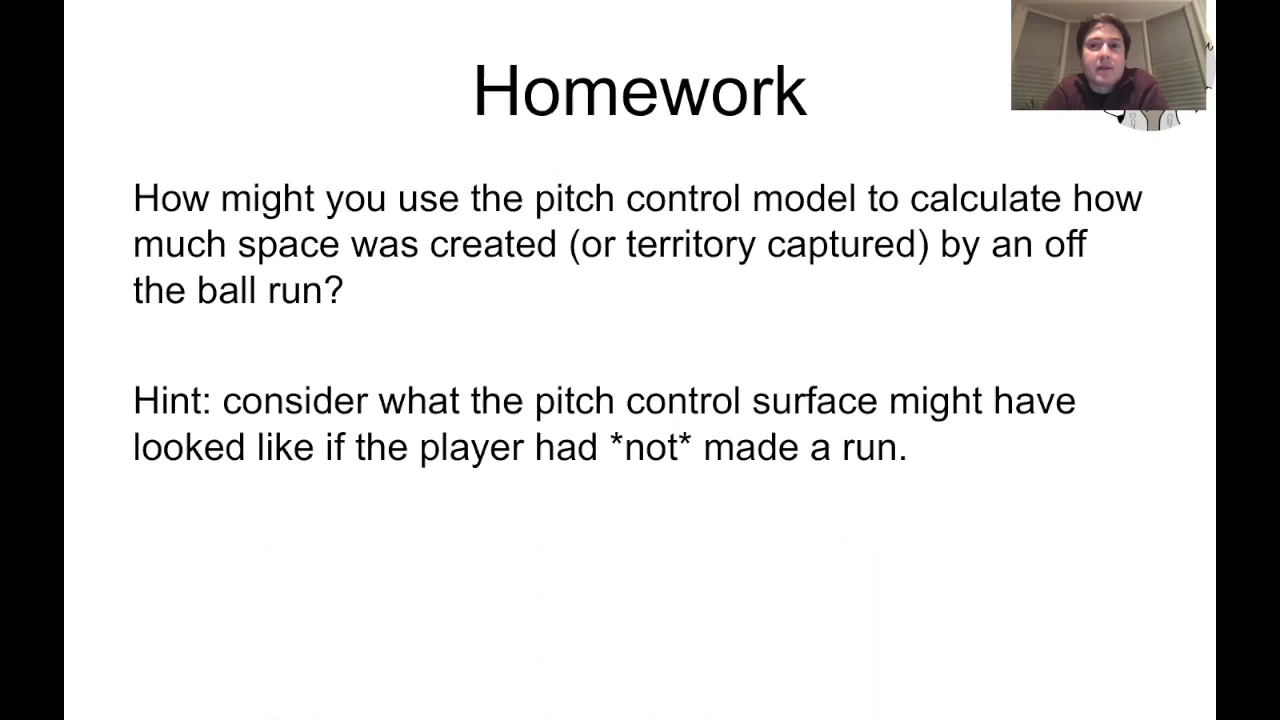 Homework
How might you use the pitch control model to calculate how
much space was created (or territory captured) by an off
the ball run?
Hint: consider what the pitch control surface might have
looked like if the player had *not* made a run.